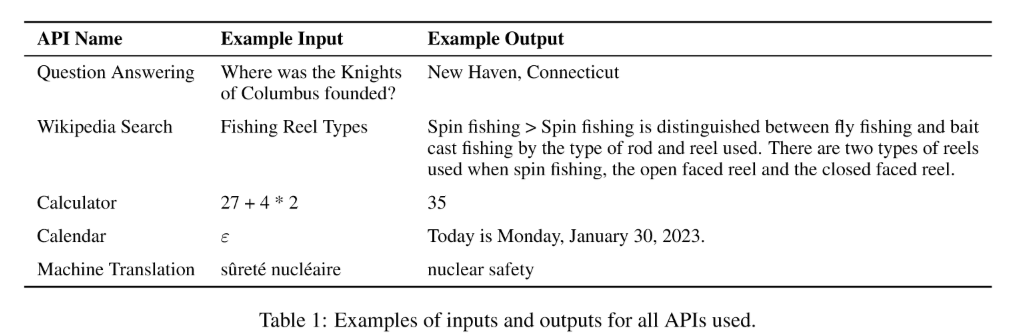 API Name Example Input Example Output
Question Answering Where was the Knights New Haven, Connecticut
of Columbus founded?
Wikipedia Search Fishing Reel Types Spin fishing > Spin fishing is distinguished between fly fishing and bait
cast fishing by the type of rod and reel used. There are two types of reels
used when spin fishing, the open faced reel and the closed faced reel.
Calculator 27 + 4 * 2 35
Calendar ε Today is Monday, January 30, 2023.
Machine Translation sûreté nucléaire nuclear safety
Table 1: Examples of inputs and outputs for all APIs used.